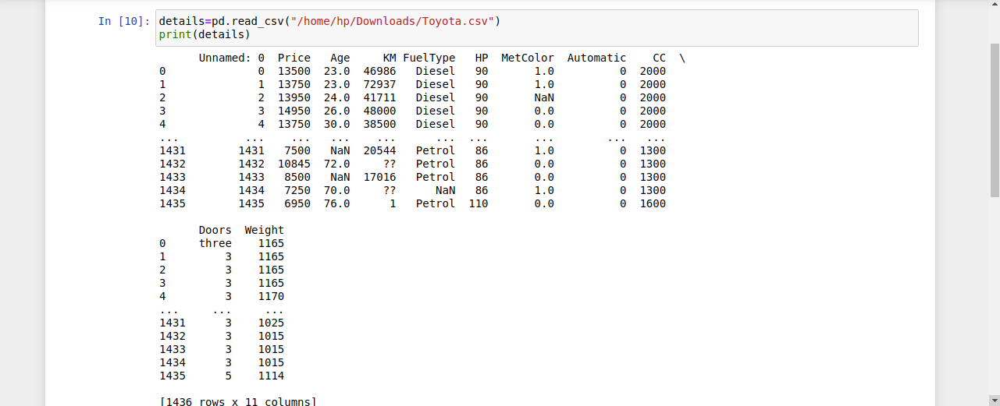 In [10]: details=pd.read_csv("/home/hp/Downloads/Toyota.csv")
print(details)
      Unnamed: 0  Price   Age     KM FuelType   HP  MetColor  Automatic    CC  \
0              0  13500  23.0  46986   Diesel   90       1.0          0  2000
1              1  13750  23.0  72937   Diesel   90       1.0          0  2000
2              2  13950  24.0  41711   Diesel   90       NaN          0  2000
3              3  14950  26.0  48000   Diesel   90       0.0          0  2000
4              4  13750  30.0  38500   Diesel   90       0.0          0  2000
...          ...    ...   ...    ...      ...  ...       ...        ...   ...
1431        1431   7500   NaN  20544   Petrol   86       1.0          0  1300
1432        1432  10845  72.0     ??   Petrol   86       0.0          0  1300
1433        1433   8500   NaN  17016   Petrol   86       0.0          0  1300
1434        1434   7250  70.0     ??      NaN   86       1.0          0  1300
1435        1435   6950  76.0      1   Petrol  110       0.0          0  1600
      Doors  Weight
0     three    1165
1         3    1165
2         3    1165
3         3    1165
4         3    1170
...     ...     ...
1431      3    1025
1432      3    1015
1433      3    1015
1434      3    1015
1435      5    1114
[1436 rows x 11 columns]